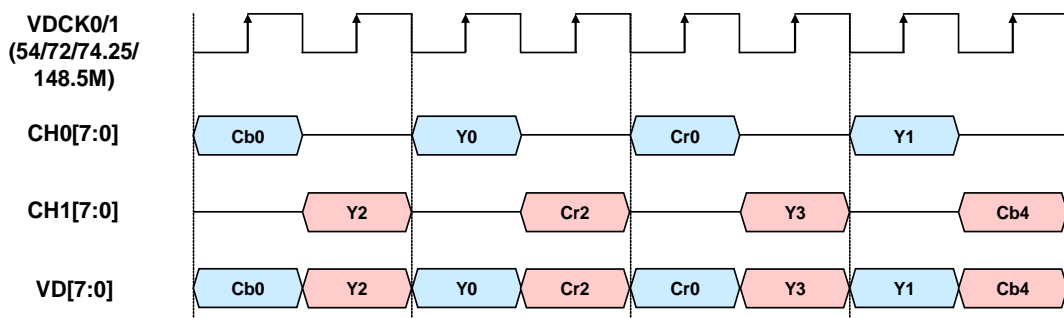 VDCK0/1
(54/72/74.25/
148.5M)
CH0[7:0]
Cb0 Y0 Cr0 Y1
CH1[7:0]
Y2 Cr2 Y3 Cb4
VD[7:0]
Cb0 Y2 Y0 Cr2 Cr0 Y3 Y1 Cb4